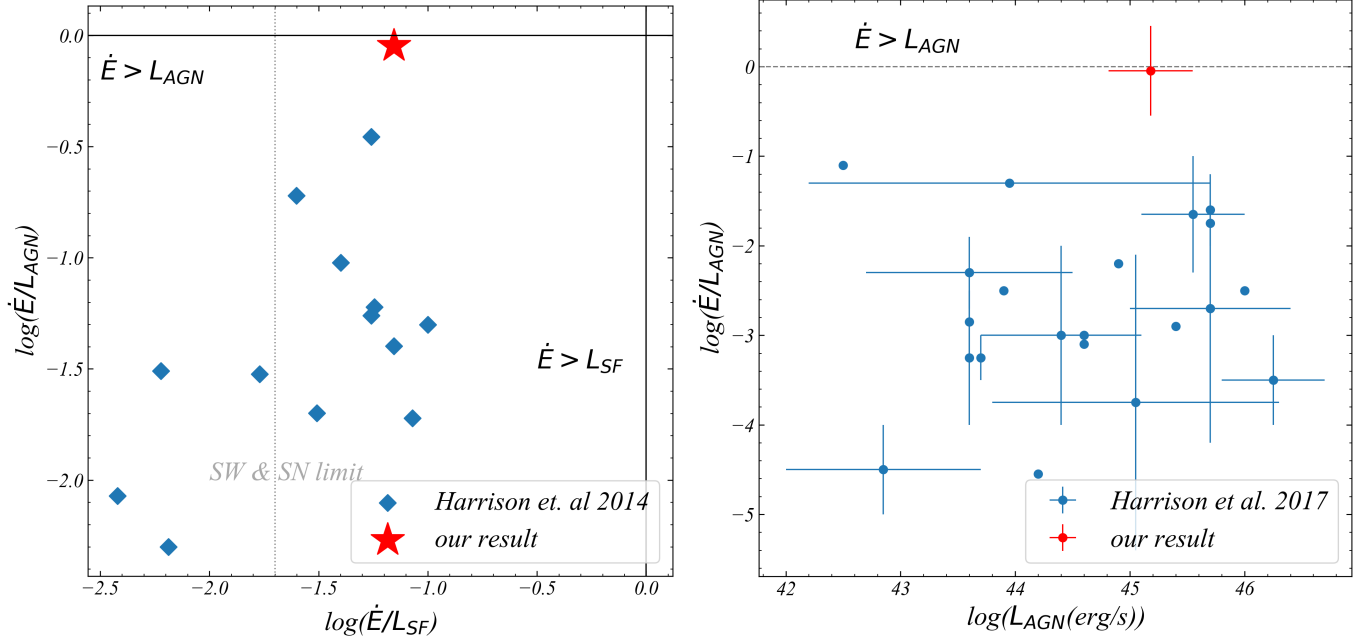 0.0
−0.5
−1.0
−1.5
−2.0
−2.5
−2.0
−1.5
−1.0
−0.5
0.0
log(Ė/L_AGN)
log(Ė/L_SF)
Ė > L_AGN
Ė > L_SF
SW & SN limit
Harrison et. al 2014
our result
0
−1
−2
−3
−4
−5
42
43
44
45
46
log(Ė/L_AGN)
log(L_AGN(erg/s))
Ė > L_AGN
Harrison et al. 2017
our result